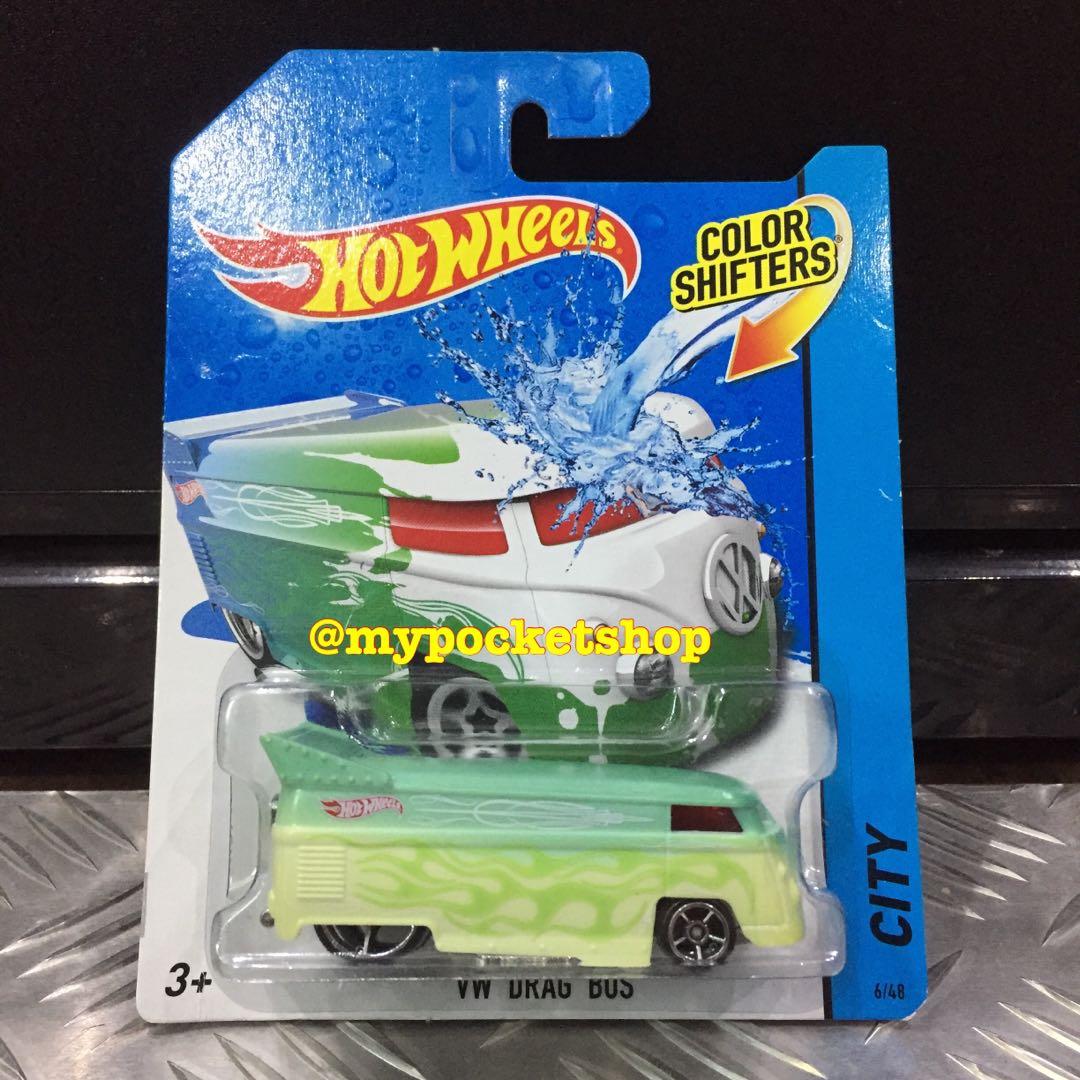 HOT WHEELS®
COLOR
SHIFTERS®
@mypocketshop
HOT WHEELS
VW DRAG BUS
CITY
3+
6/48